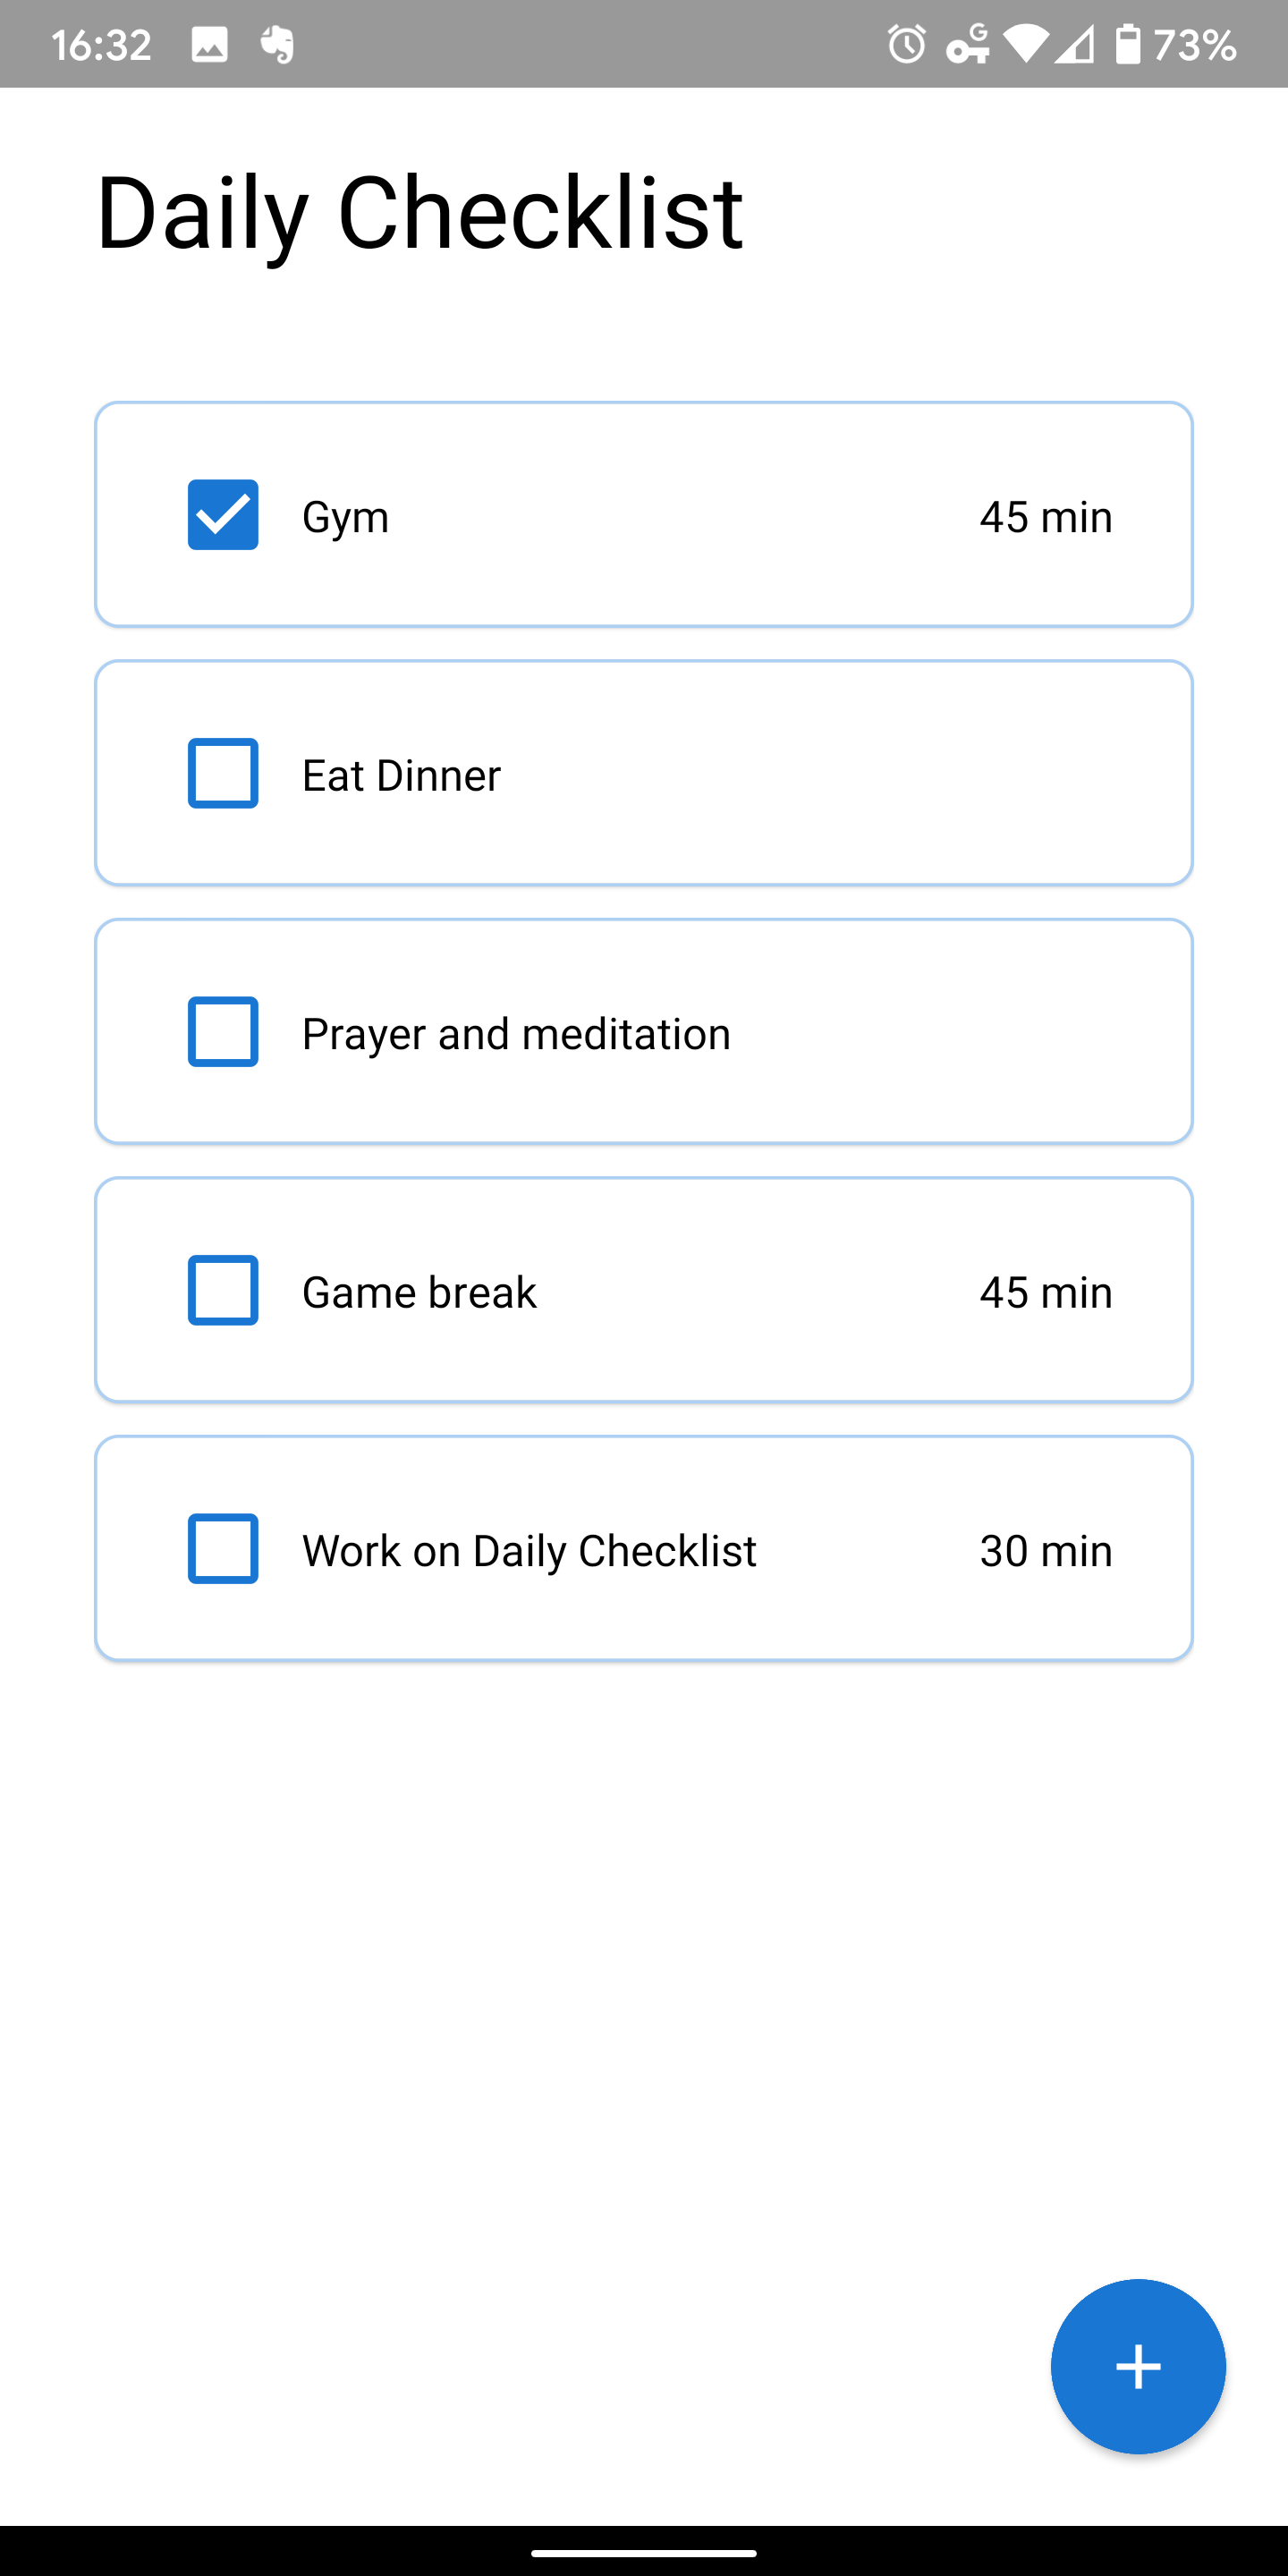 16:32 G 73%
Daily Checklist
Gym 45 min
Eat Dinner
Prayer and meditation
Game break 45 min
Work on Daily Checklist 30 min